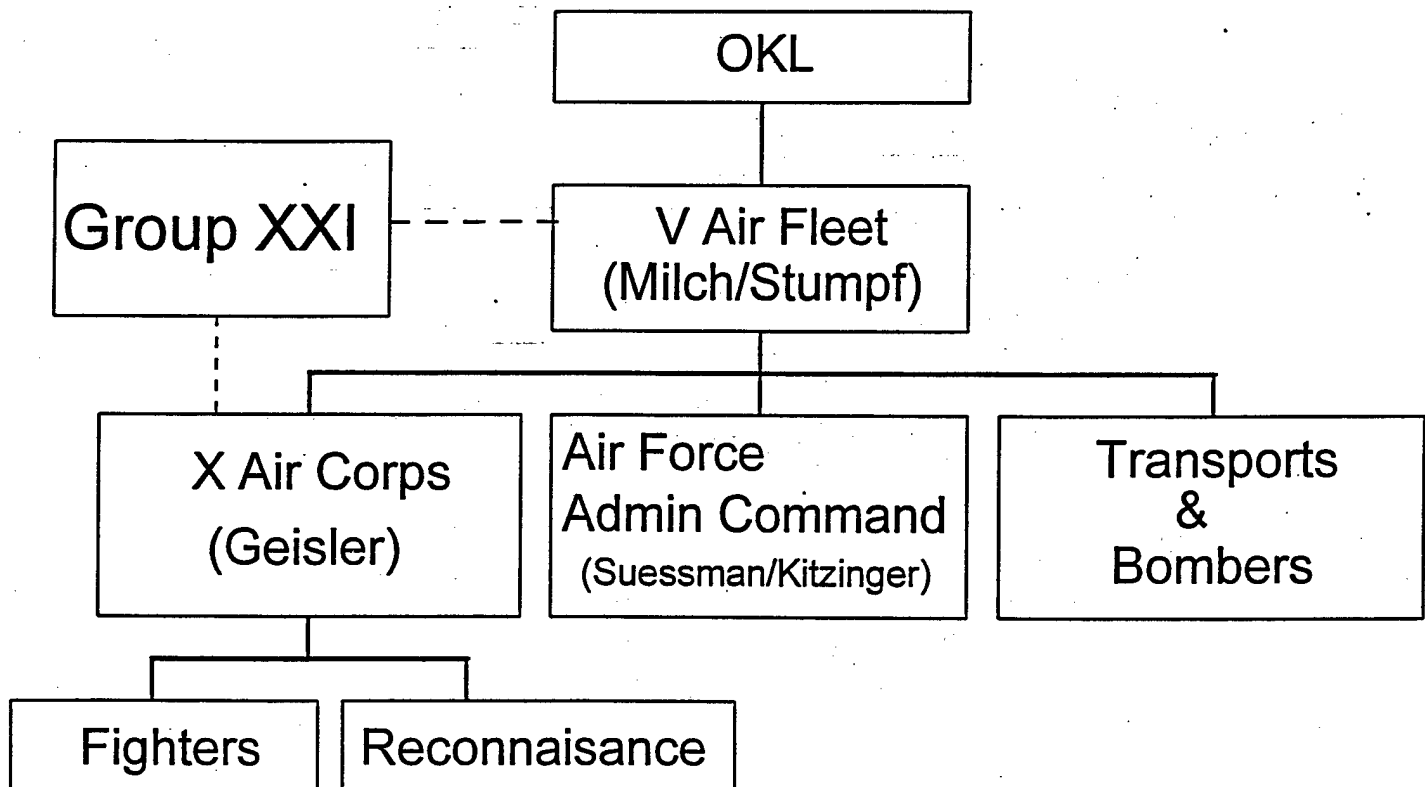 OKL
Group XXI
V Air Fleet
(Milch/Stumpf)
X Air Corps
(Geisler)
Air Force
Admin Command
(Suessman/Kitzinger)
Transports
&
Bombers
Fighters
Reconnaisance